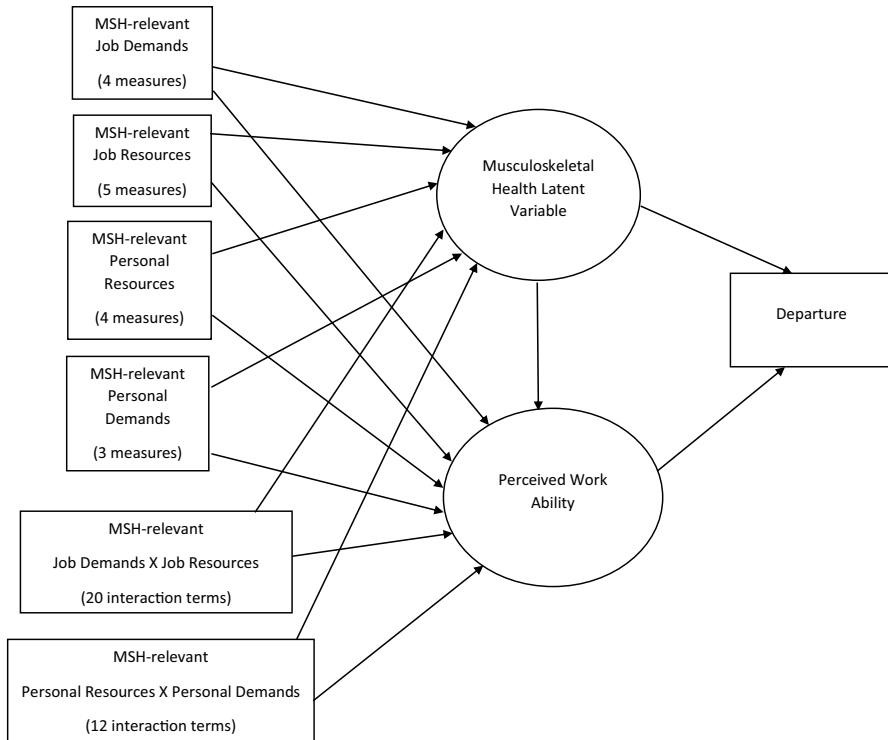 MSH-relevant
Job Demands
(4 measures)
MSH-relevant
Job Resources
(5 measures)
MSH-relevant
Personal
Resources
(4 measures)
MSH-relevant
Personal
Demands
(3 measures)
MSH-relevant
Job Demands X Job Resources
(20 interaction terms)
MSH-relevant
Personal Resources X Personal Demands
(12 interaction terms)
Musculoskeletal
Health Latent
Variable
Perceived Work
Ability
Departure